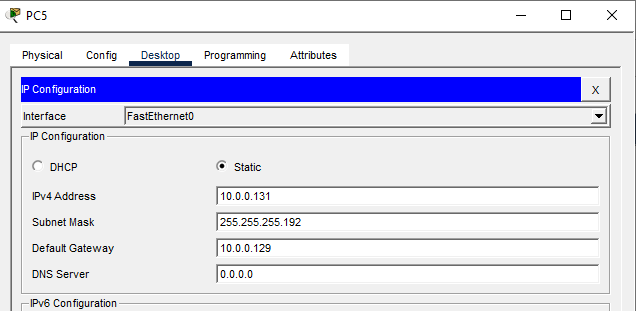 PC5
Physical Config Desktop Programming Attributes
IP Configuration X
Interface FastEthernet0
IP Configuration
DHCP Static
IPv4 Address 10.0.0.131
Subnet Mask 255.255.255.192
Default Gateway 10.0.0.129
DNS Server 0.0.0.0
IPv6 Configuration